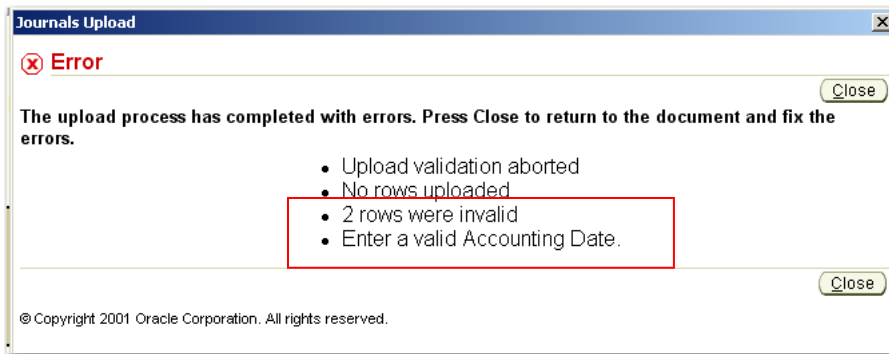 Journals Upload
Error
Close
The upload process has completed with errors. Press Close to return to the document and fix the
errors.
Upload validation aborted
No rows uploaded
2 rows were invalid
Enter a valid Accounting Date.
Close
© Copyright 2001 Oracle Corporation. All rights reserved.